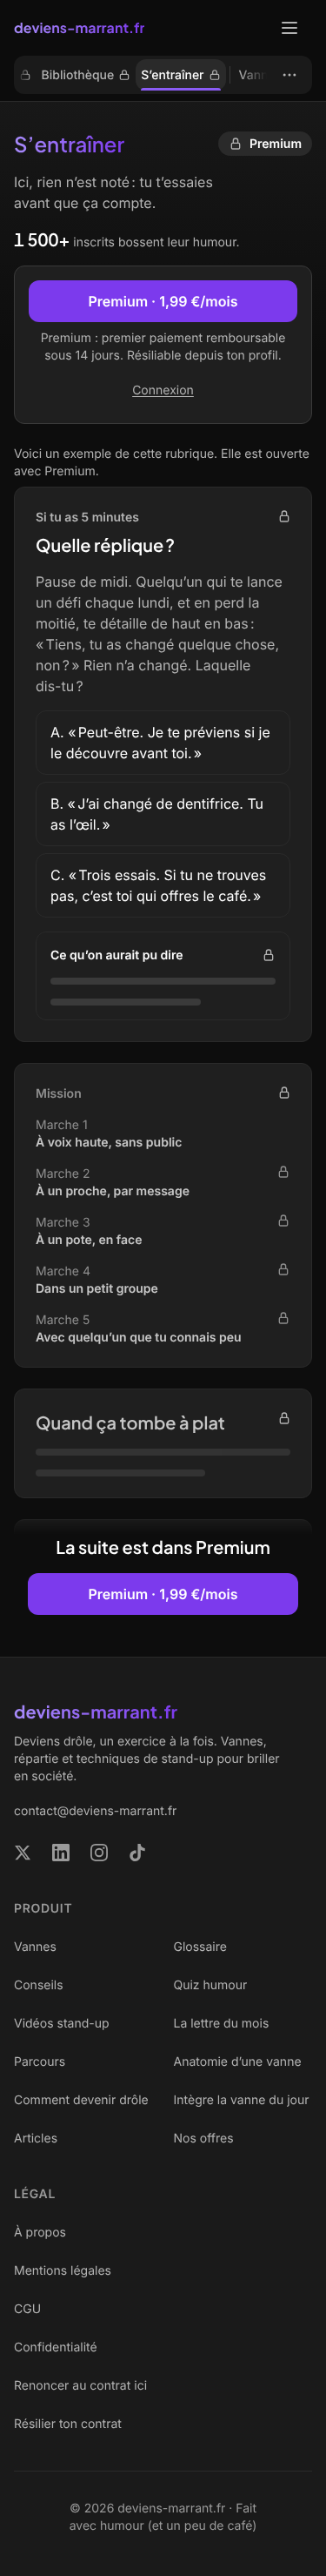 deviens-marrant.fr
Bibliothèque
S’entraîner
Vann
S’entraîner
Premium
Ici, rien n’est noté : tu t’essaies
avant que ça compte.
1 500+ inscrits bossent leur humour.
Premium · 1,99 €/mois
Premium : premier paiement remboursable
sous 14 jours. Résiliable depuis ton profil.
Connexion
Voici un exemple de cette rubrique. Elle est ouverte
avec Premium.
Si tu as 5 minutes
Quelle réplique ?
Pause de midi. Quelqu’un qui te lance
un défi chaque lundi, et en perd la
moitié, te détaille de haut en bas :
« Tiens, tu as changé quelque chose,
non ? » Rien n’a changé. Laquelle
dis-tu ?
A. « Peut-être. Je te préviens si je
le découvre avant toi. »
B. « J’ai changé de dentifrice. Tu
as l’œil. »
C. « Trois essais. Si tu ne trouves
pas, c’est toi qui offres le café. »
Ce qu’on aurait pu dire
Mission
Marche 1
À voix haute, sans public
Marche 2
À un proche, par message
Marche 3
À un pote, en face
Marche 4
Dans un petit groupe
Marche 5
Avec quelqu’un que tu connais peu
Quand ça tombe à plat
La suite est dans Premium
Premium · 1,99 €/mois
deviens-marrant.fr
Deviens drôle, un exercice à la fois. Vannes,
répartie et techniques de stand-up pour briller
en société.
contact@deviens-marrant.fr
PRODUIT
Vannes
Glossaire
Conseils
Quiz humour
Vidéos stand-up
La lettre du mois
Parcours
Anatomie d’une vanne
Comment devenir drôle
Intègre la vanne du jour
Articles
Nos offres
LÉGAL
À propos
Mentions légales
CGU
Confidentialité
Renoncer au contrat ici
Résilier ton contrat
© 2026 deviens-marrant.fr · Fait
avec humour (et un peu de café)